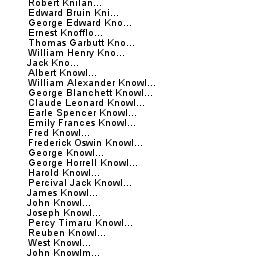 Robert Knilan...
Edward Bruin Kni...
George Edward Kno...
Ernest Knofflo...
Thomas Garbutt Kno...
William Henry Kno...
Jack Kno...
Albert Knowl...
William Alexander Knowl...
George Blanchett Knowl...
Claude Leonard Knowl...
Earle Spencer Knowl...
Emily Frances Knowl...
Fred Knowl...
Frederick Oswin Knowl...
George Knowl...
George Horrell Knowl...
Harold Knowl...
Percival Jack Knowl...
James Knowl...
John Knowl...
Joseph Knowl...
Percy Timaru Knowl...
Reuben Knowl...
West Knowl...
John Knowlm...